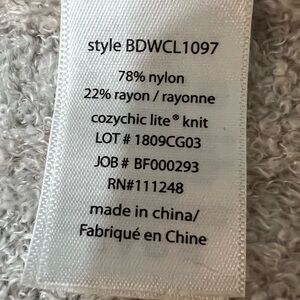 style BDWCL1097
78% nylon
22% rayon / rayonne
cozychic lite® knit
LOT # 1809CG03
JOB # BF000293
RN#111248
made in china/
Fabriqué en Chine